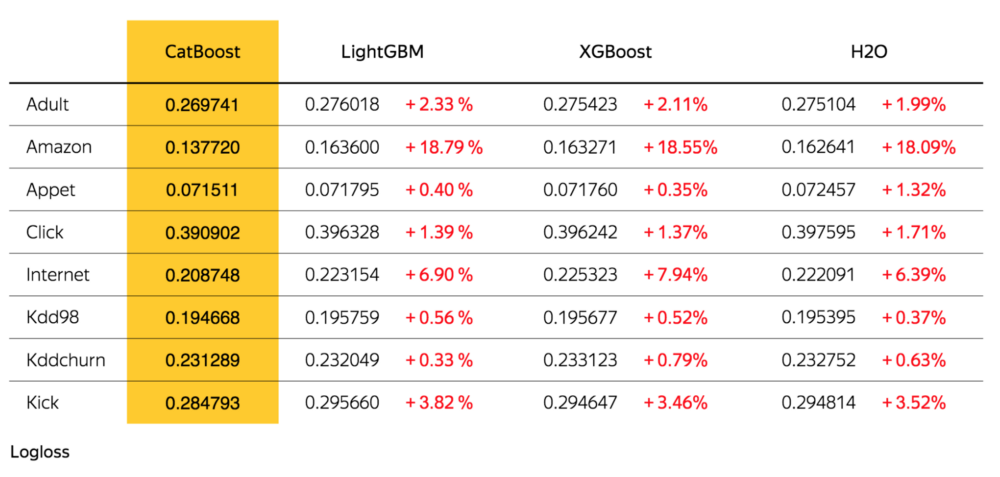 CatBoost LightGBM XGBoost H2O
Adult 0.269741 0.276018 + 2.33 % 0.275423 + 2.11% 0.275104 + 1.99%
Amazon 0.137720 0.163600 + 18.79 % 0.163271 + 18.55% 0.162641 + 18.09%
Appet 0.071511 0.071795 + 0.40 % 0.071760 + 0.35% 0.072457 + 1.32%
Click 0.390902 0.396328 + 1.39 % 0.396242 + 1.37% 0.397595 + 1.71%
Internet 0.208748 0.223154 + 6.90 % 0.225323 + 7.94% 0.222091 + 6.39%
Kdd98 0.194668 0.195759 + 0.56 % 0.195677 + 0.52% 0.195395 + 0.37%
Kddchurn 0.231289 0.232049 + 0.33 % 0.233123 + 0.79% 0.232752 + 0.63%
Kick 0.284793 0.295660 + 3.82 % 0.294647 + 3.46% 0.294814 + 3.52%
Logloss